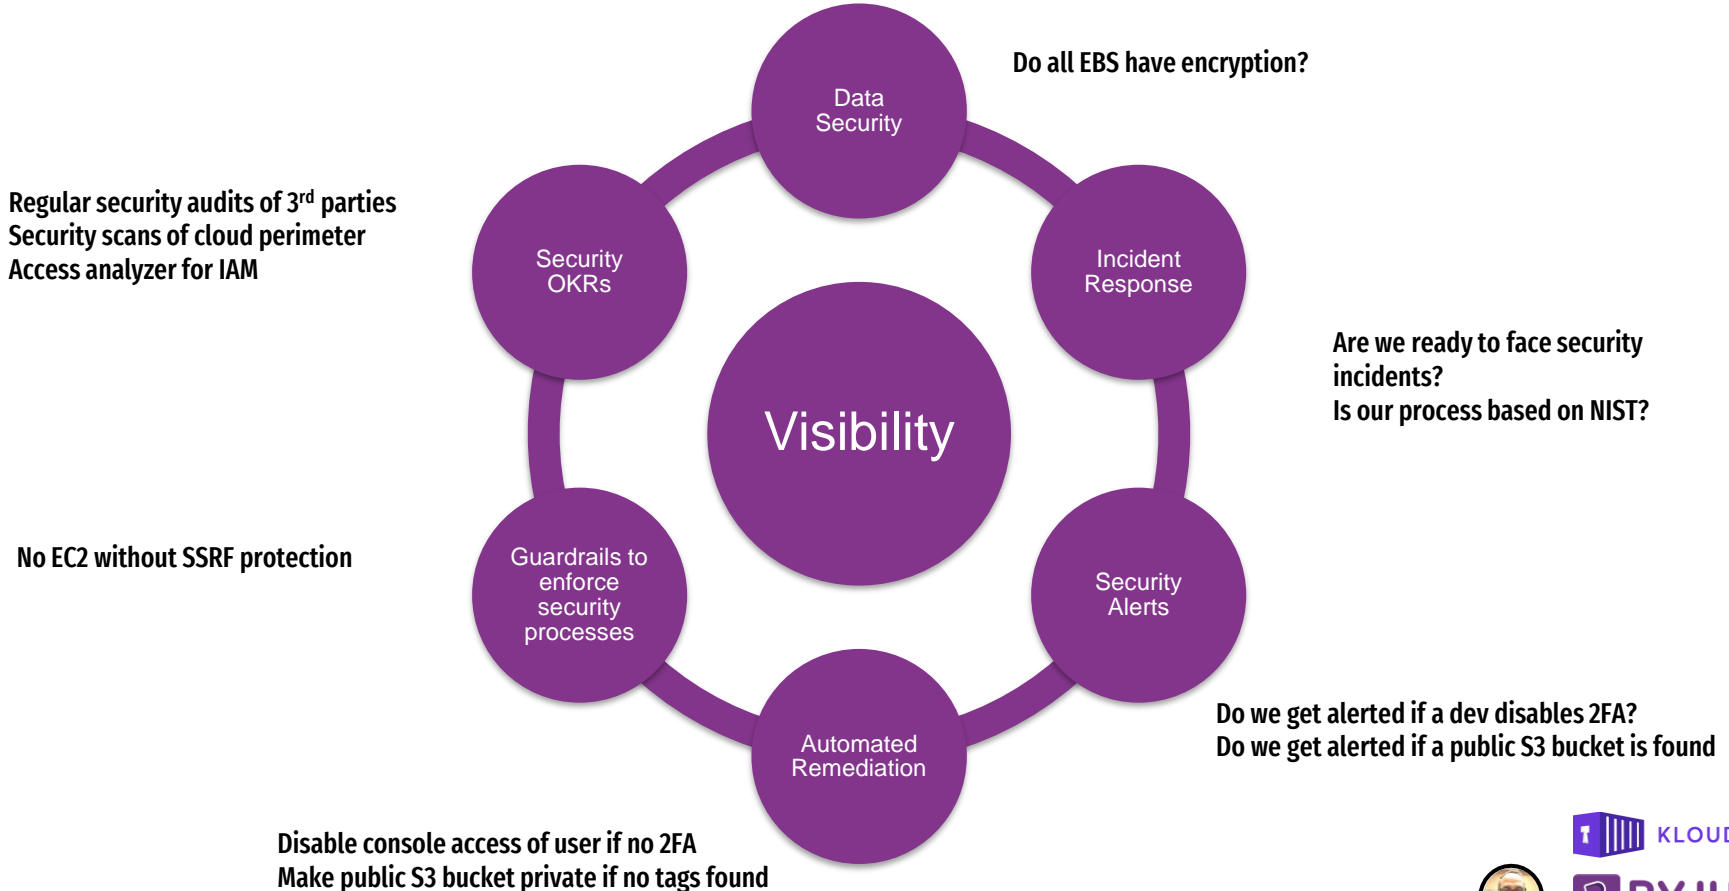 Data
Security
Do all EBS have encryption?
Incident
Response
Are we ready to face security
incidents?
Is our process based on NIST?
Security
Alerts
Do we get alerted if a dev disables 2FA?
Do we get alerted if a public S3 bucket is found
Automated
Remediation
Disable console access of user if no 2FA
Make public S3 bucket private if no tags found
Guardrails to
enforce
security
processes
No EC2 without SSRF protection
Security
OKRs
Regular security audits of 3rd parties
Security scans of cloud perimeter
Access analyzer for IAM
Visibility
KLOUD